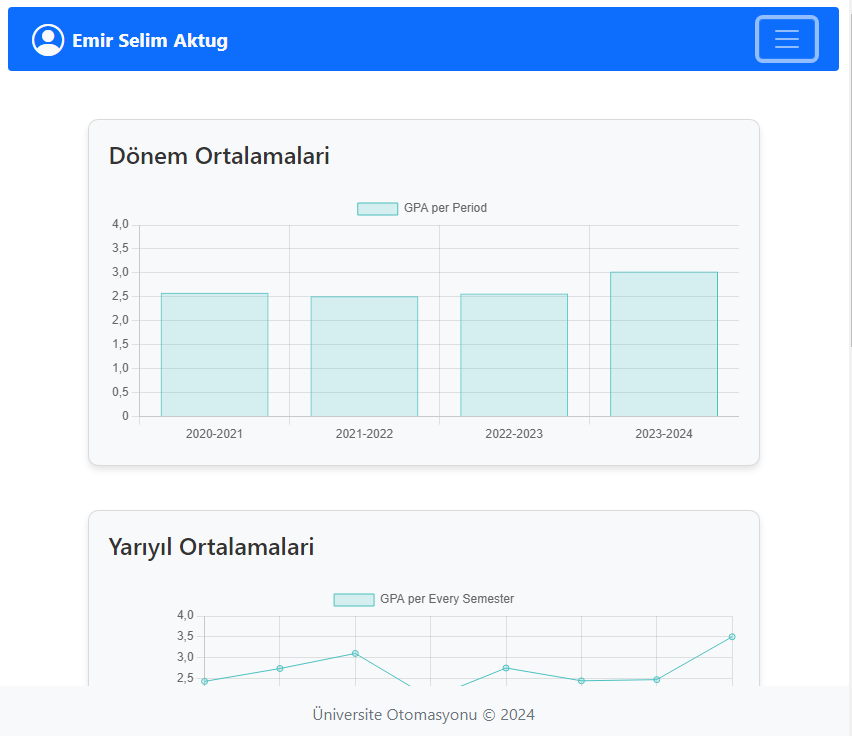 Emir Selim Aktug
Dönem Ortalamalari
GPA per Period
4,0
3,5
3,0
2,5
2,0
1,5
1,0
0,5
0
2020-2021 2021-2022 2022-2023 2023-2024
Yarıyıl Ortalamalari
GPA per Every Semester
4,0
3,5
3,0
2,5
Üniversite Otomasyonu © 2024